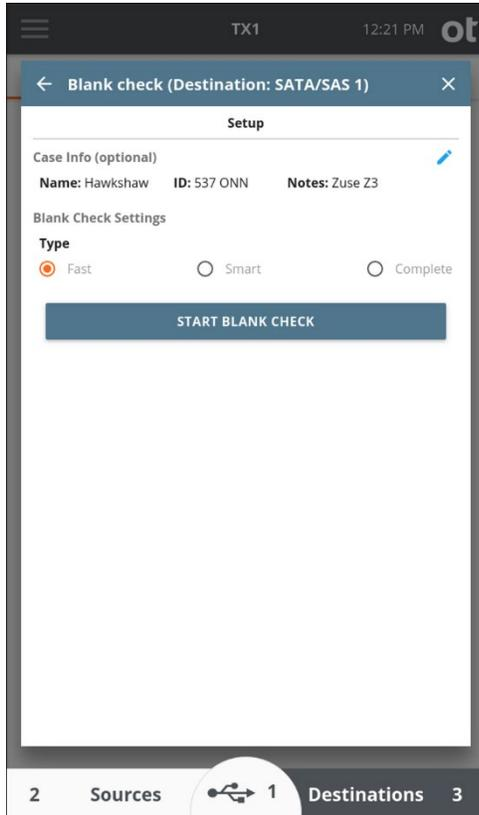 TX1 12:21 PM ot
Blank check (Destination: SATA/SAS 1)
Setup
Case Info (optional)
Name: Hawkshaw ID: 537 ONN Notes: Zuse Z3
Blank Check Settings
Type
Fast Smart Complete
START BLANK CHECK
2 Sources 1 Destinations 3